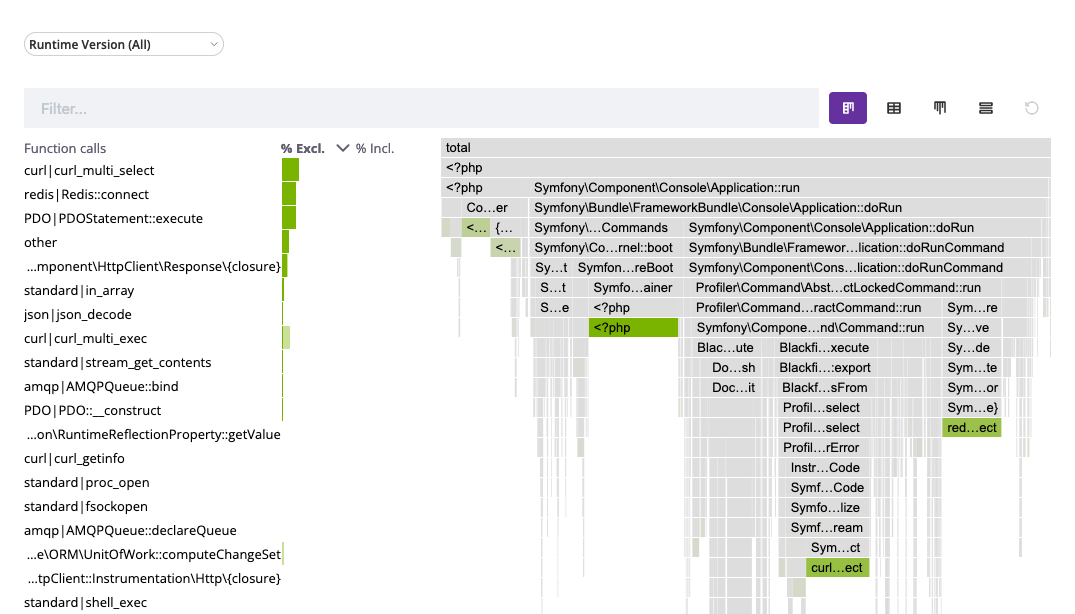 Runtime Version (All)
Filter...
Function calls
% Excl.
% Incl.
curl|curl_multi_select
redis|Redis::connect
PDO|PDOStatement::execute
other
...mponent\HttpClient\Response\{closure}
standard|in_array
json|json_decode
curl|curl_multi_exec
standard|stream_get_contents
amqp|AMQPQueue::bind
PDO|PDO::__construct
...on\RuntimeReflectionProperty::getValue
curl|curl_getinfo
standard|proc_open
standard|fsockopen
amqp|AMQPQueue::declareQueue
...e\ORM\UnitOfWork::computeChangeSet
...tpClient::Instrumentation\Http\{closure}
standard|shell_exec
total
<?php
<?php Symfony\Component\Console\Application::run
Co…er Symfony\Bundle\FrameworkBundle\Console\Application::doRun
<… {… Symfony\…Commands Symfony\Component\Console\Application::doRun
<… Symfony\Co…rnel::boot Symfony\Bundle\Framewor…lication::doRunCommand
Sy…t Symfon…reBoot Symfony\Component\Cons…lication::doRunCommand
S…t Symfo…ainer Profiler\Command\Abst…ctLockedCommand::run
S…e <?php Profiler\Command…ractCommand::run Sym…re
<?php Symfony\Compone…nd\Command::run Sy…ve
Blac…ute Blackfi…xecute Sy…de
Do…sh Blackfi…:export Sym…te
Doc…it Blackf…sFrom Sym…or
Profil…select Sym…e}
Profil…select red…ect
Profil…rError
Instr…Code
Symf…Code
Symfo…lize
Symf…ream
Sym…ct
curl…ect